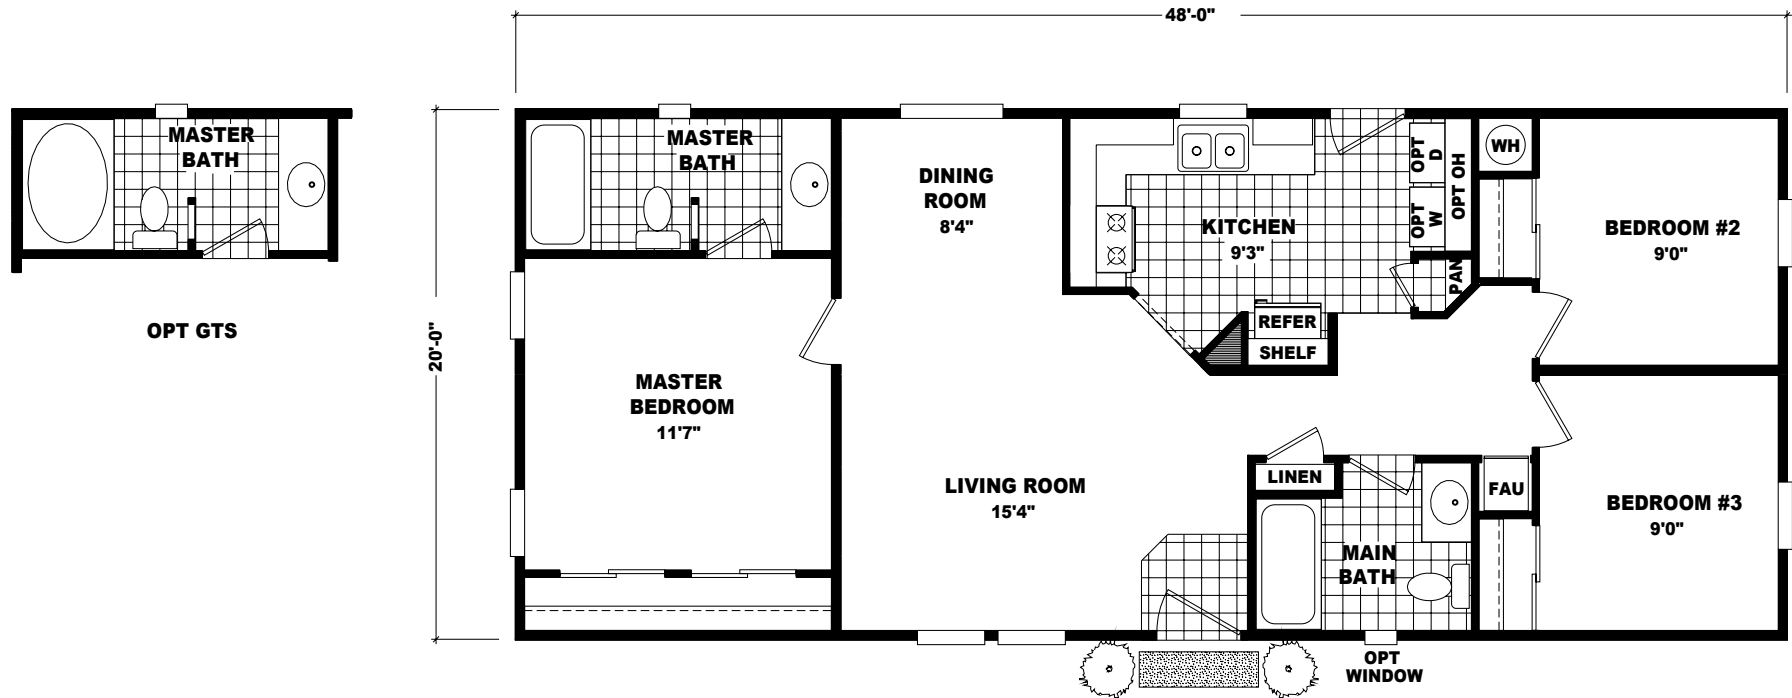 48'-0"
MASTER
BATH
OPT GTS
20'-0"
MASTER
BATH
DINING
ROOM
8'4"
KITCHEN
9'3"
OPT
D
OPT
W
OPT OH
PAN
WH
BEDROOM #2
9'0"
REFER
SHELF
MASTER
BEDROOM
11'7"
LIVING ROOM
15'4"
LINEN
FAU
BEDROOM #3
9'0"
MAIN
BATH
OPT
WINDOW